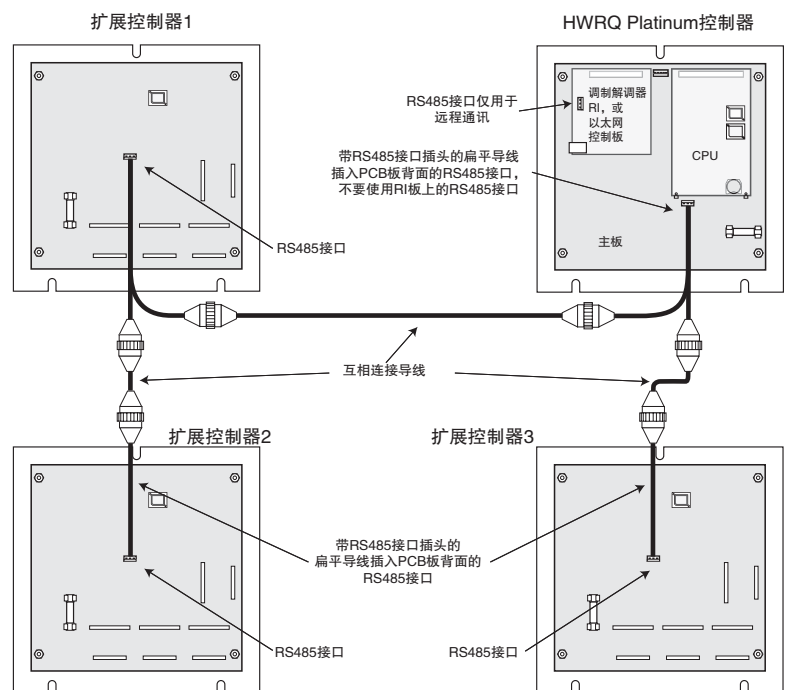 扩展控制器1
HWRQ Platinum控制器
RS485接口仅用于
远程通讯
调制解调器
RI，或
以太网
控制板
CPU
带RS485接口插头的扁平导线
插入PCB板背面的RS485接口，
不要使用RI板上的RS485接口
主板
RS485接口
互相连接导线
扩展控制器2
扩展控制器3
带RS485接口插头的
扁平导线插入PCB板背面的
RS485接口
RS485接口
RS485接口